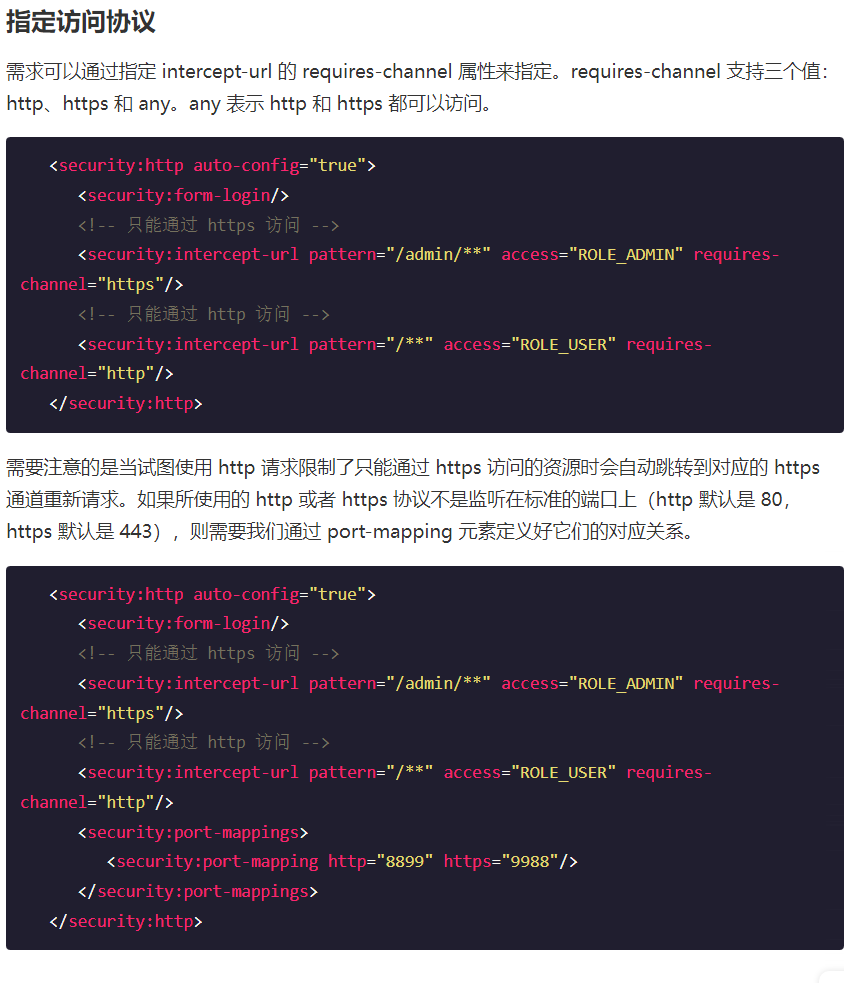 指定访问协议
需求可以通过指定 intercept-url 的 requires-channel 属性来指定。requires-channel 支持三个值：
http、https 和 any。any 表示 http 和 https 都可以访问。
<security:http auto-config="true">
<security:form-login/>
<!-- 只能通过 https 访问 -->
<security:intercept-url pattern="/admin/**" access="ROLE_ADMIN" requires-
channel="https"/>
<!-- 只能通过 http 访问 -->
<security:intercept-url pattern="/**" access="ROLE_USER" requires-
channel="http"/>
</security:http>
需要注意的是当试图使用 http 请求限制了只能通过 https 访问的资源时会自动跳转到对应的 https
通道重新请求。如果所使用的 http 或者 https 协议不是监听在标准的端口上（http 默认是 80，
https 默认是 443），则需要我们通过 port-mapping 元素定义好它们的对应关系。
<security:http auto-config="true">
<security:form-login/>
<!-- 只能通过 https 访问 -->
<security:intercept-url pattern="/admin/**" access="ROLE_ADMIN" requires-
channel="https"/>
<!-- 只能通过 http 访问 -->
<security:intercept-url pattern="/**" access="ROLE_USER" requires-
channel="http"/>
<security:port-mappings>
<security:port-mapping http="8899" https="9988"/>
</security:port-mappings>
</security:http>